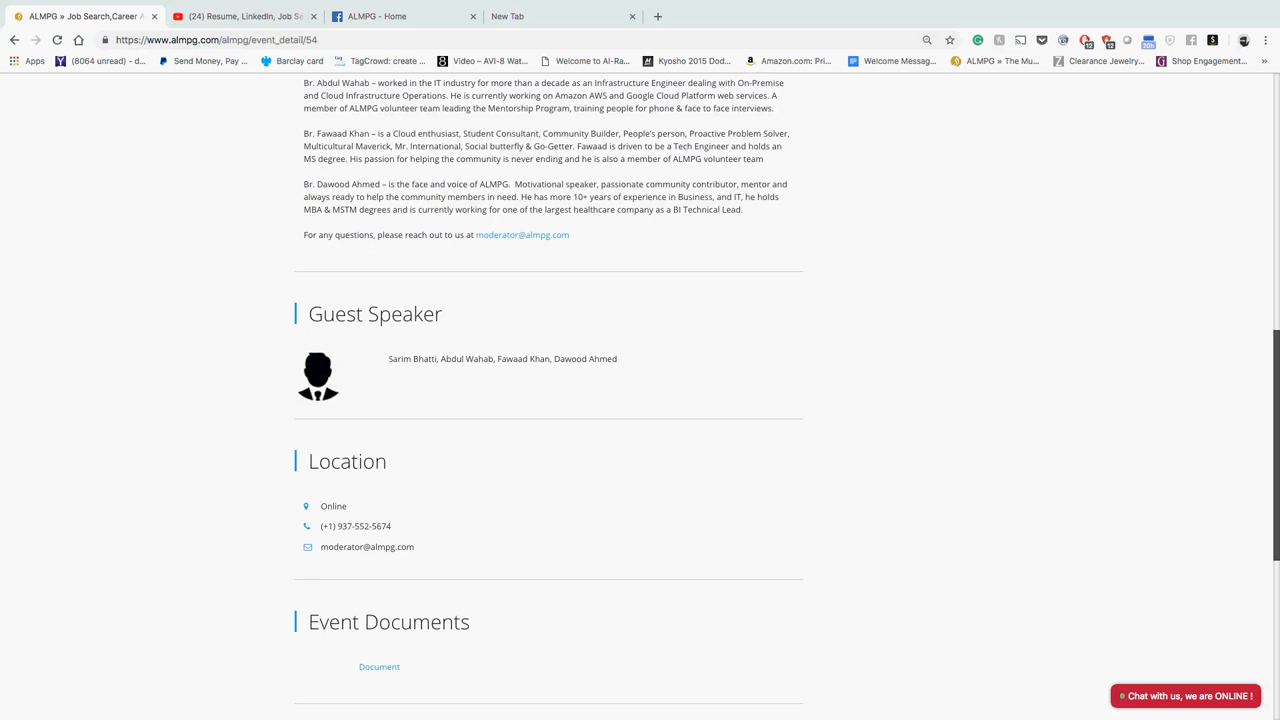 ALMPG » Job Search,Career A
(24) Resume, LinkedIn, Job So
ALMPG - Home
New Tab
https://www.almpg.com/almpg/event_detail/54
12
12
20h
Apps
(8064 unread) - d...
Send Money, Pay ...
Barclay card
TagCrowd: create ...
Video – AVI-8 Wat...
Welcome to Al-Ra...
Kyosho 2015 Dod...
Amazon.com: Pri...
Welcome Messag...
ALMPG » The Mu...
Clearance Jewelry...
Shop Engagement...
»
Br. Abdul Wahab – worked in the IT industry for more than a decade as an Infrastructure Engineer dealing with On-Premise
and Cloud Infrastructure Operations. He is currently working on Amazon AWS and Google Cloud Platform web services. A
member of ALMPG volunteer team leading the Mentorship Program, training people for phone & face to face interviews.
Br. Fawaad Khan – is a Cloud enthusiast, Student Consultant, Community Builder, People's person, Proactive Problem Solver,
Multicultural Maverick, Mr. International, Social butterfly & Go-Getter. Fawaad is driven to be a Tech Engineer and holds an
MS degree. His passion for helping the community is never ending and he is also a member of ALMPG volunteer team
Br. Dawood Ahmed – is the face and voice of ALMPG. Motivational speaker, passionate community contributor, mentor and
always ready to help the community members in need. He has more 10+ years of experience in Business, and IT, he holds
MBA & MSTM degrees and is currently working for one of the largest healthcare company as a BI Technical Lead.
For any questions, please reach out to us at moderator@almpg.com
Guest Speaker
Sarim Bhatti, Abdul Wahab, Fawaad Khan, Dawood Ahmed
Location
Online
(+1) 937-552-5674
moderator@almpg.com
Event Documents
Document
Chat with us, we are ONLINE !